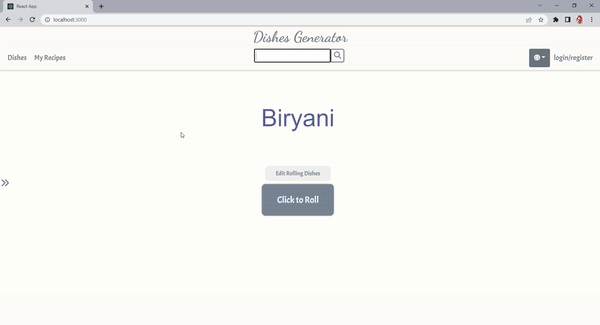 React App
localhost:3000
Dishes Generator
Dishes
My Recipes
login/register
Biryani
Edit Rolling Dishes
Click to Roll